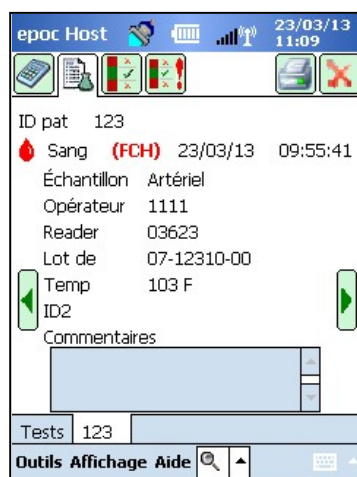 epoc Host 23/03/13
11:09
ID pat 123
Sang (FCH) 23/03/13 09:55:41
Échantillon Artériel
Opérateur 1111
Reader 03623
Lot de 07-12310-00
Temp 103 F
ID2
Commentaires
Tests 123
Outils Affichage Aide